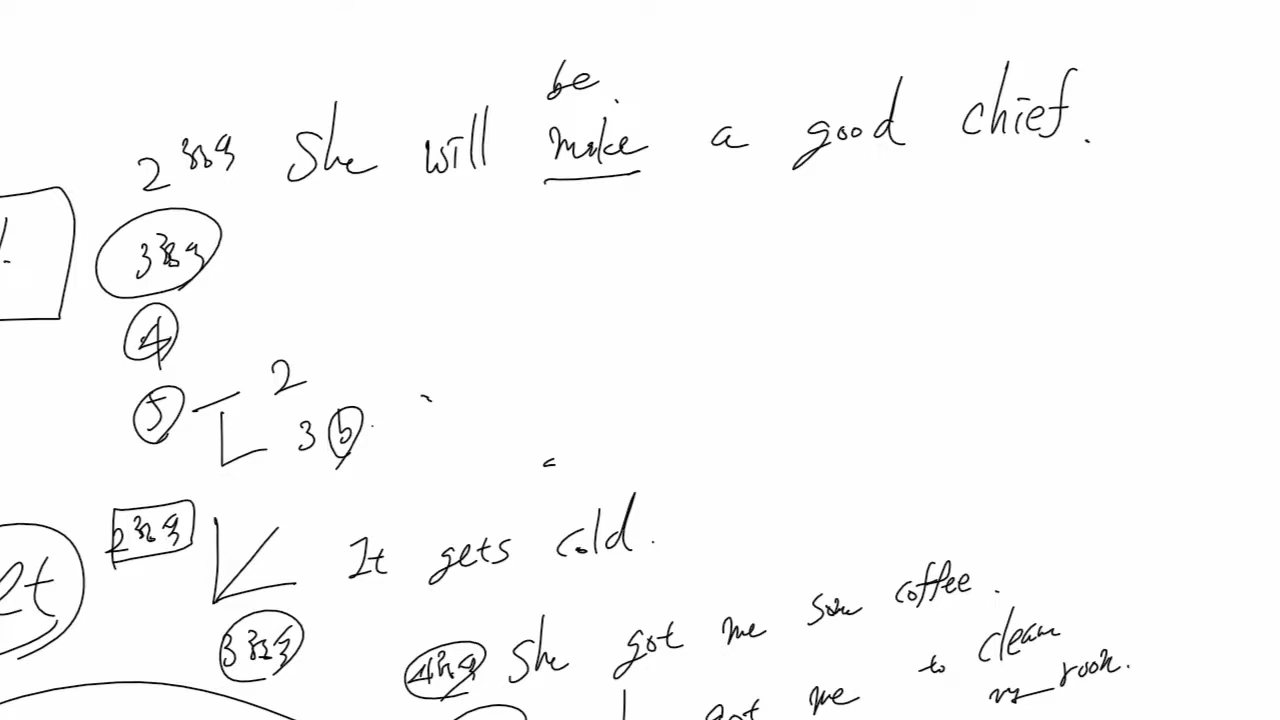 be
2형식 She will make a good chief.
3형식
4
5 2
3 5
2형식 It gets cold.
et
3형식
4형식 She got me some coffee.
got me to clean
my room.